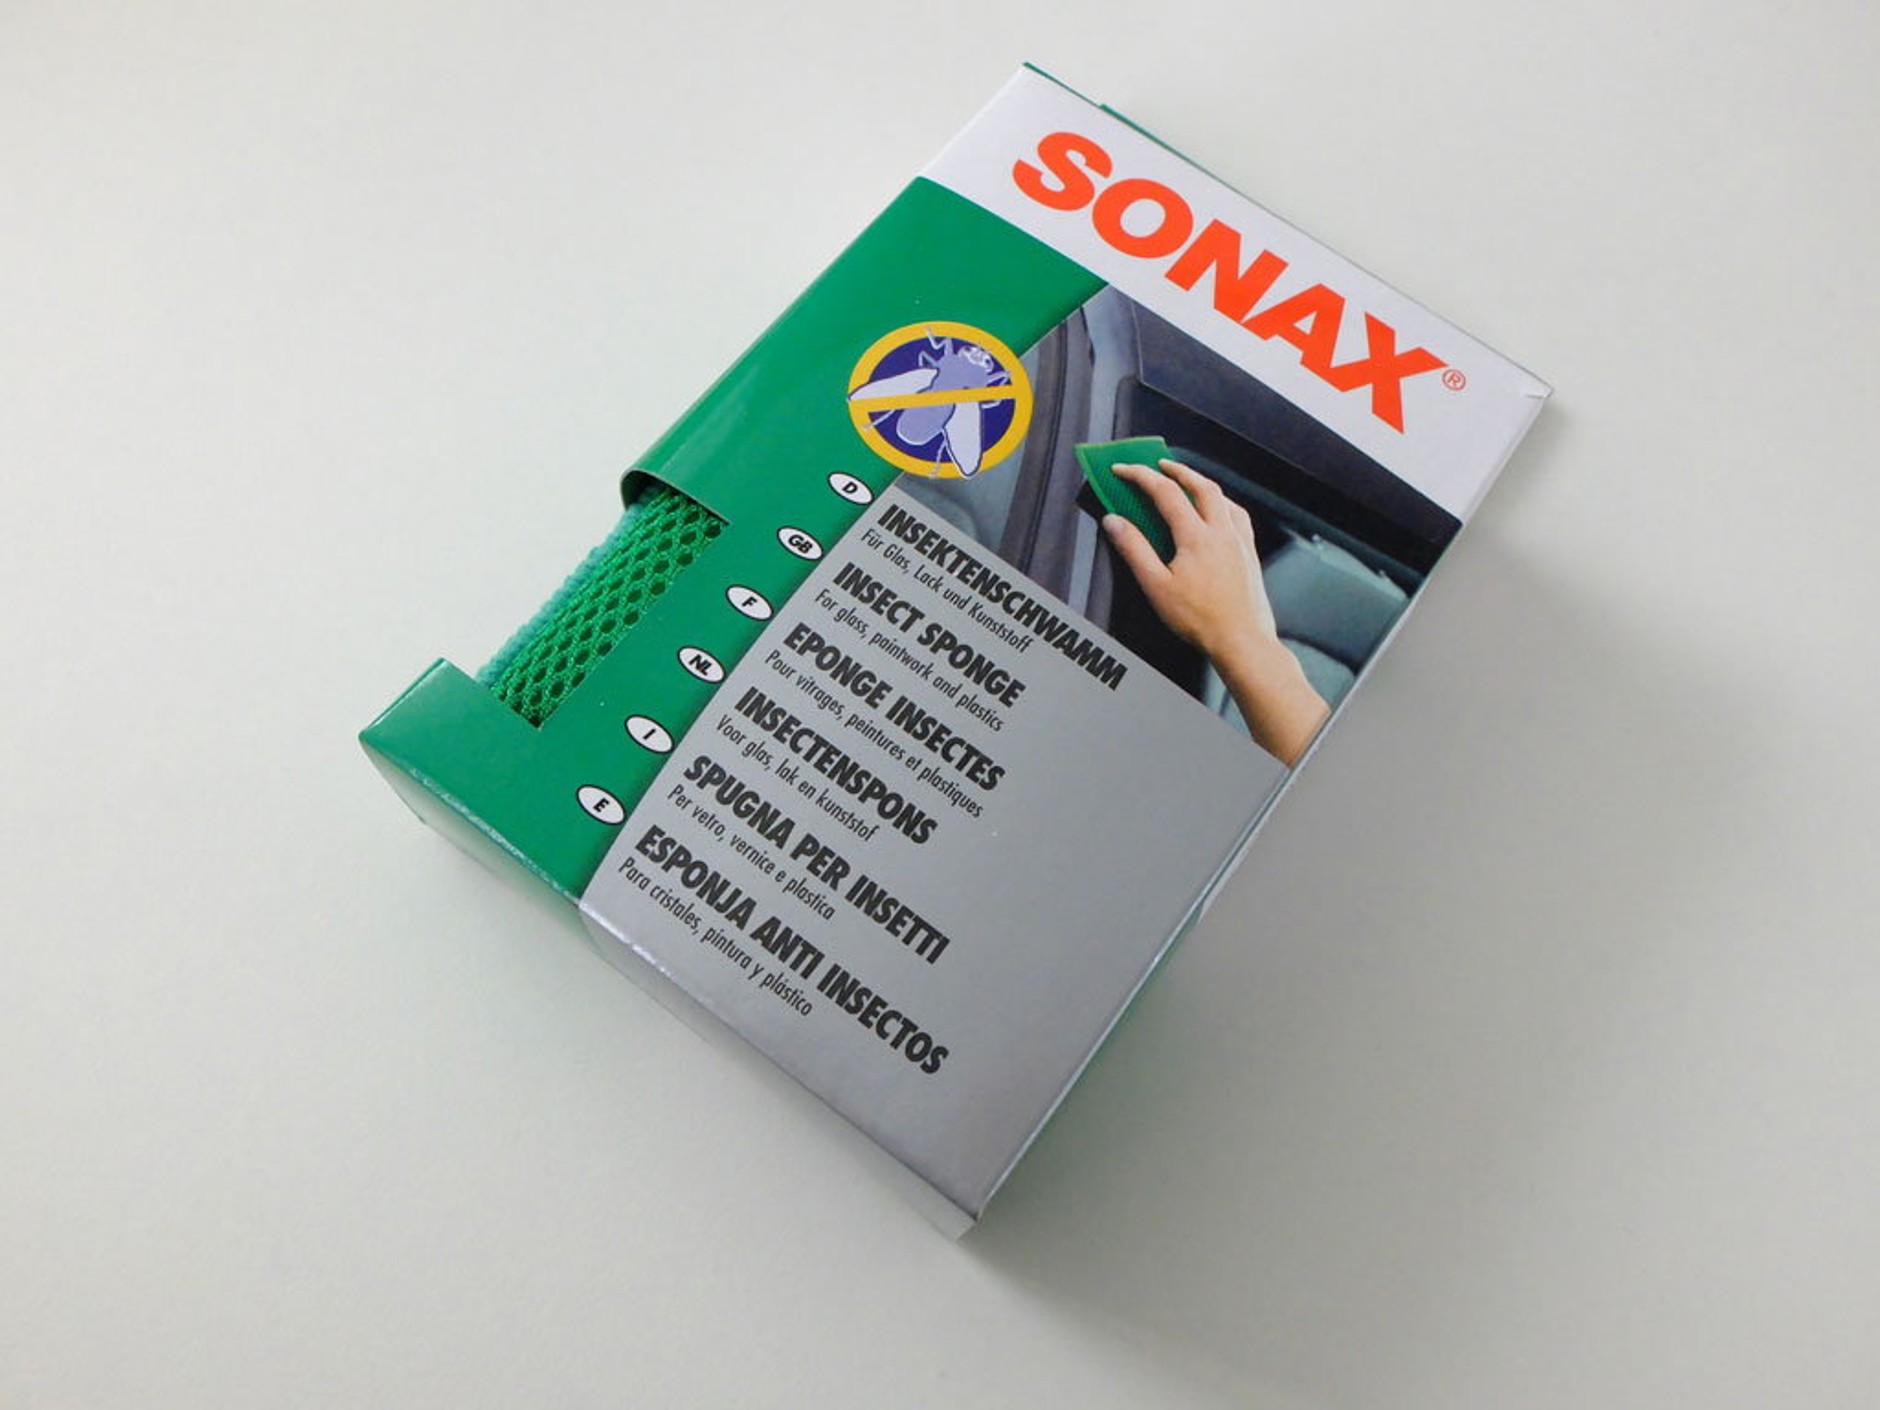 SONAX®
D
INSEKTENSCHWAMM
Für Glas, Lack und Kunststoff
GB
INSECT SPONGE
For glass, paintwork and plastics
F
EPONGE INSECTES
Pour vitrages, peintures et plastiques
NL
INSECTENSPONS
Voor glas, lak en kunststof
I
SPUGNA PER INSETTI
Per vetro, vernice e plastica
E
ESPONJA ANTI INSECTOS
Para cristales, pintura y plástico